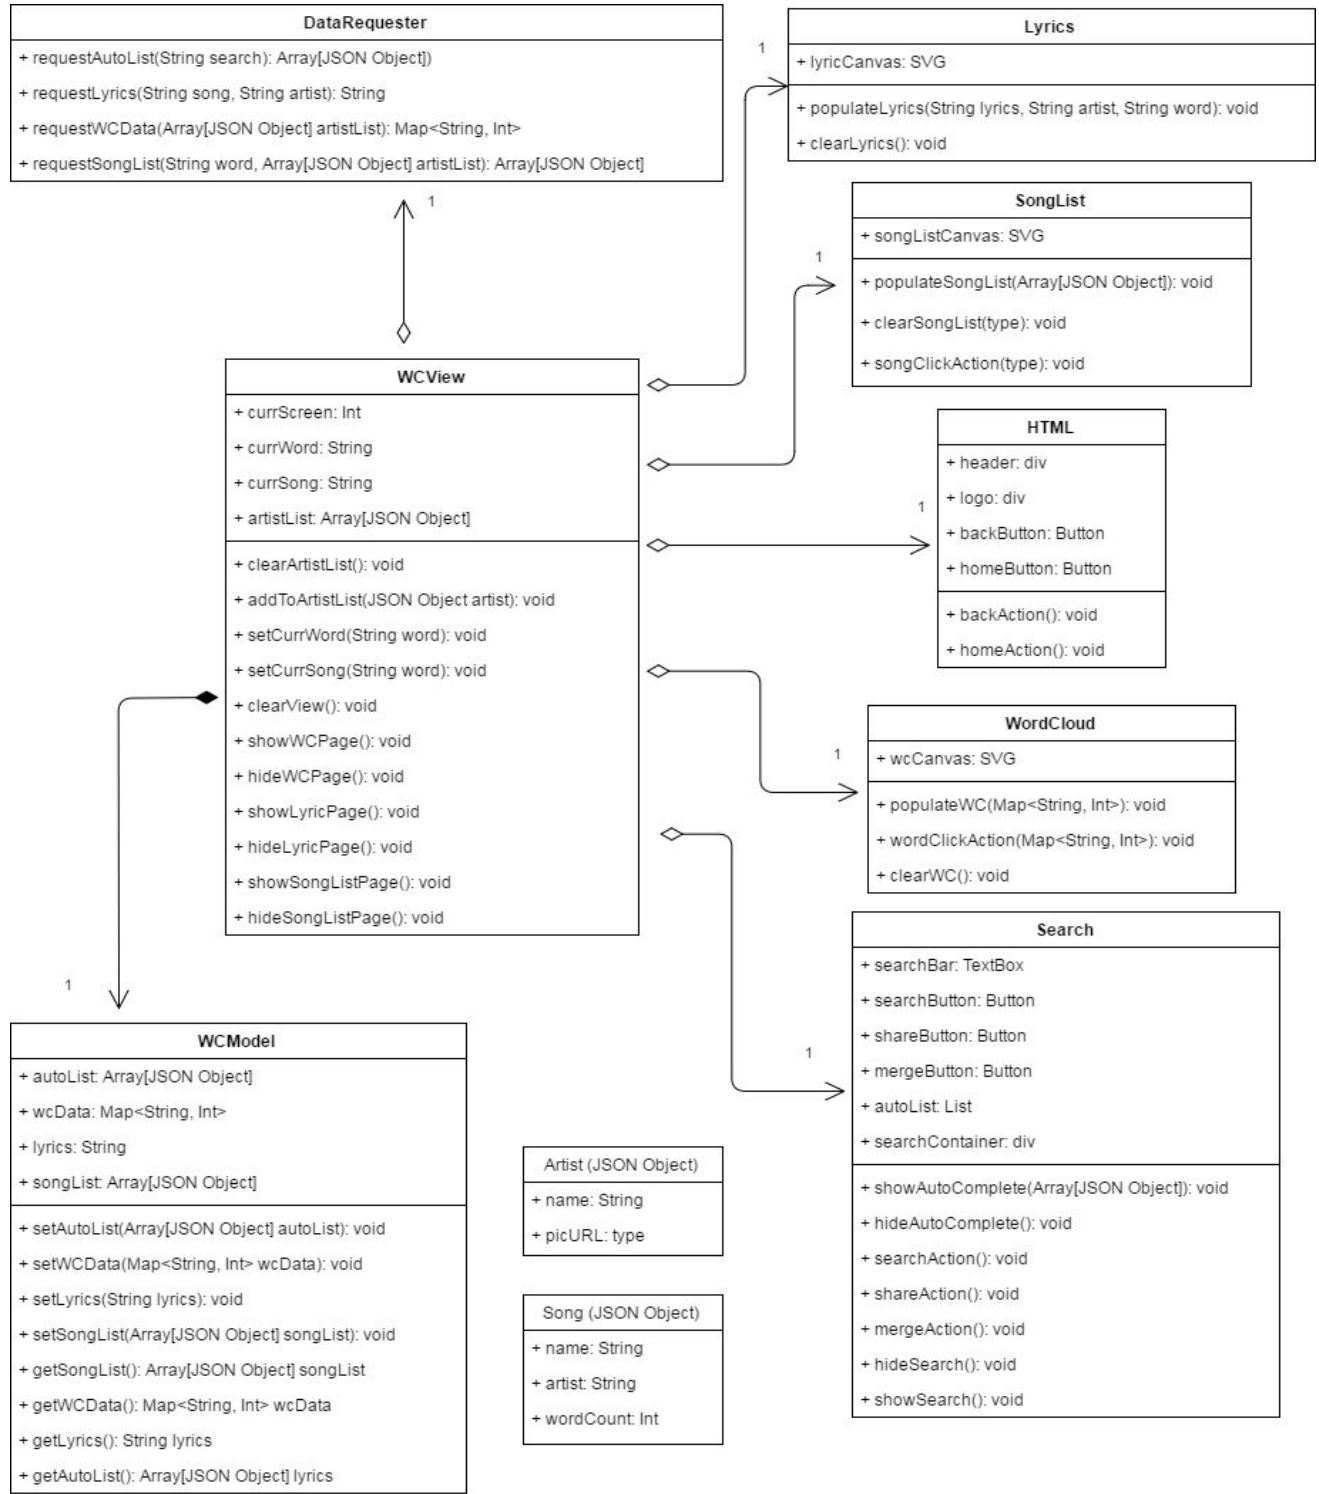 DataRequester
+ requestAutoList(String search): Array[JSON Object])
+ requestLyrics(String song, String artist): String
+ requestWCData(Array[JSON Object] artistList): Map<String, Int>
+ requestSongList(String word, Array[JSON Object] artistList): Array[JSON Object]
1
Lyrics
+ lyricCanvas: SVG
+ populateLyrics(String lyrics, String artist, String word): void
+ clearLyrics(): void
1
SongList
+ songListCanvas: SVG
+ populateSongList(Array[JSON Object]): void
+ clearSongList(type): void
+ songClickAction(type): void
1
WCView
+ currScreen: Int
+ currWord: String
+ currSong: String
+ artistList: Array[JSON Object]
+ clearArtistList(): void
+ addToArtistList(JSON Object artist): void
+ setCurrWord(String word): void
+ setCurrSong(String word): void
+ clearView(): void
+ showWCPage(): void
+ hideWCPage(): void
+ showLyricPage(): void
+ hideLyricPage(): void
+ showSongListPage(): void
+ hideSongListPage(): void
1
HTML
+ header: div
+ logo: div
+ backButton: Button
+ homeButton: Button
+ backAction(): void
+ homeAction(): void
1
WordCloud
+ wcCanvas: SVG
+ populateWC(Map<String, Int>): void
+ wordClickAction(Map<String, Int>): void
+ clearWC(): void
1
Search
+ searchBar: TextBox
+ searchButton: Button
+ shareButton: Button
+ mergeButton: Button
+ autoList: List
+ searchContainer: div
+ showAutoComplete(Array[JSON Object]): void
+ hideAutoComplete(): void
+ searchAction(): void
+ shareAction(): void
+ mergeAction(): void
+ hideSearch(): void
+ showSearch(): void
1
WCModel
+ autoList: Array[JSON Object]
+ wcData: Map<String, Int>
+ lyrics: String
+ songList: Array[JSON Object]
+ setAutoList(Array[JSON Object] autoList): void
+ setWCData(Map<String, Int> wcData): void
+ setLyrics(String lyrics): void
+ setSongList(Array[JSON Object] songList): void
+ getSongList(): Array[JSON Object] songList
+ getWCData(): Map<String, Int> wcData
+ getLyrics(): String lyrics
+ getAutoList(): Array[JSON Object] lyrics
Artist (JSON Object)
+ name: String
+ picURL: type
Song (JSON Object)
+ name: String
+ artist: String
+ wordCount: Int